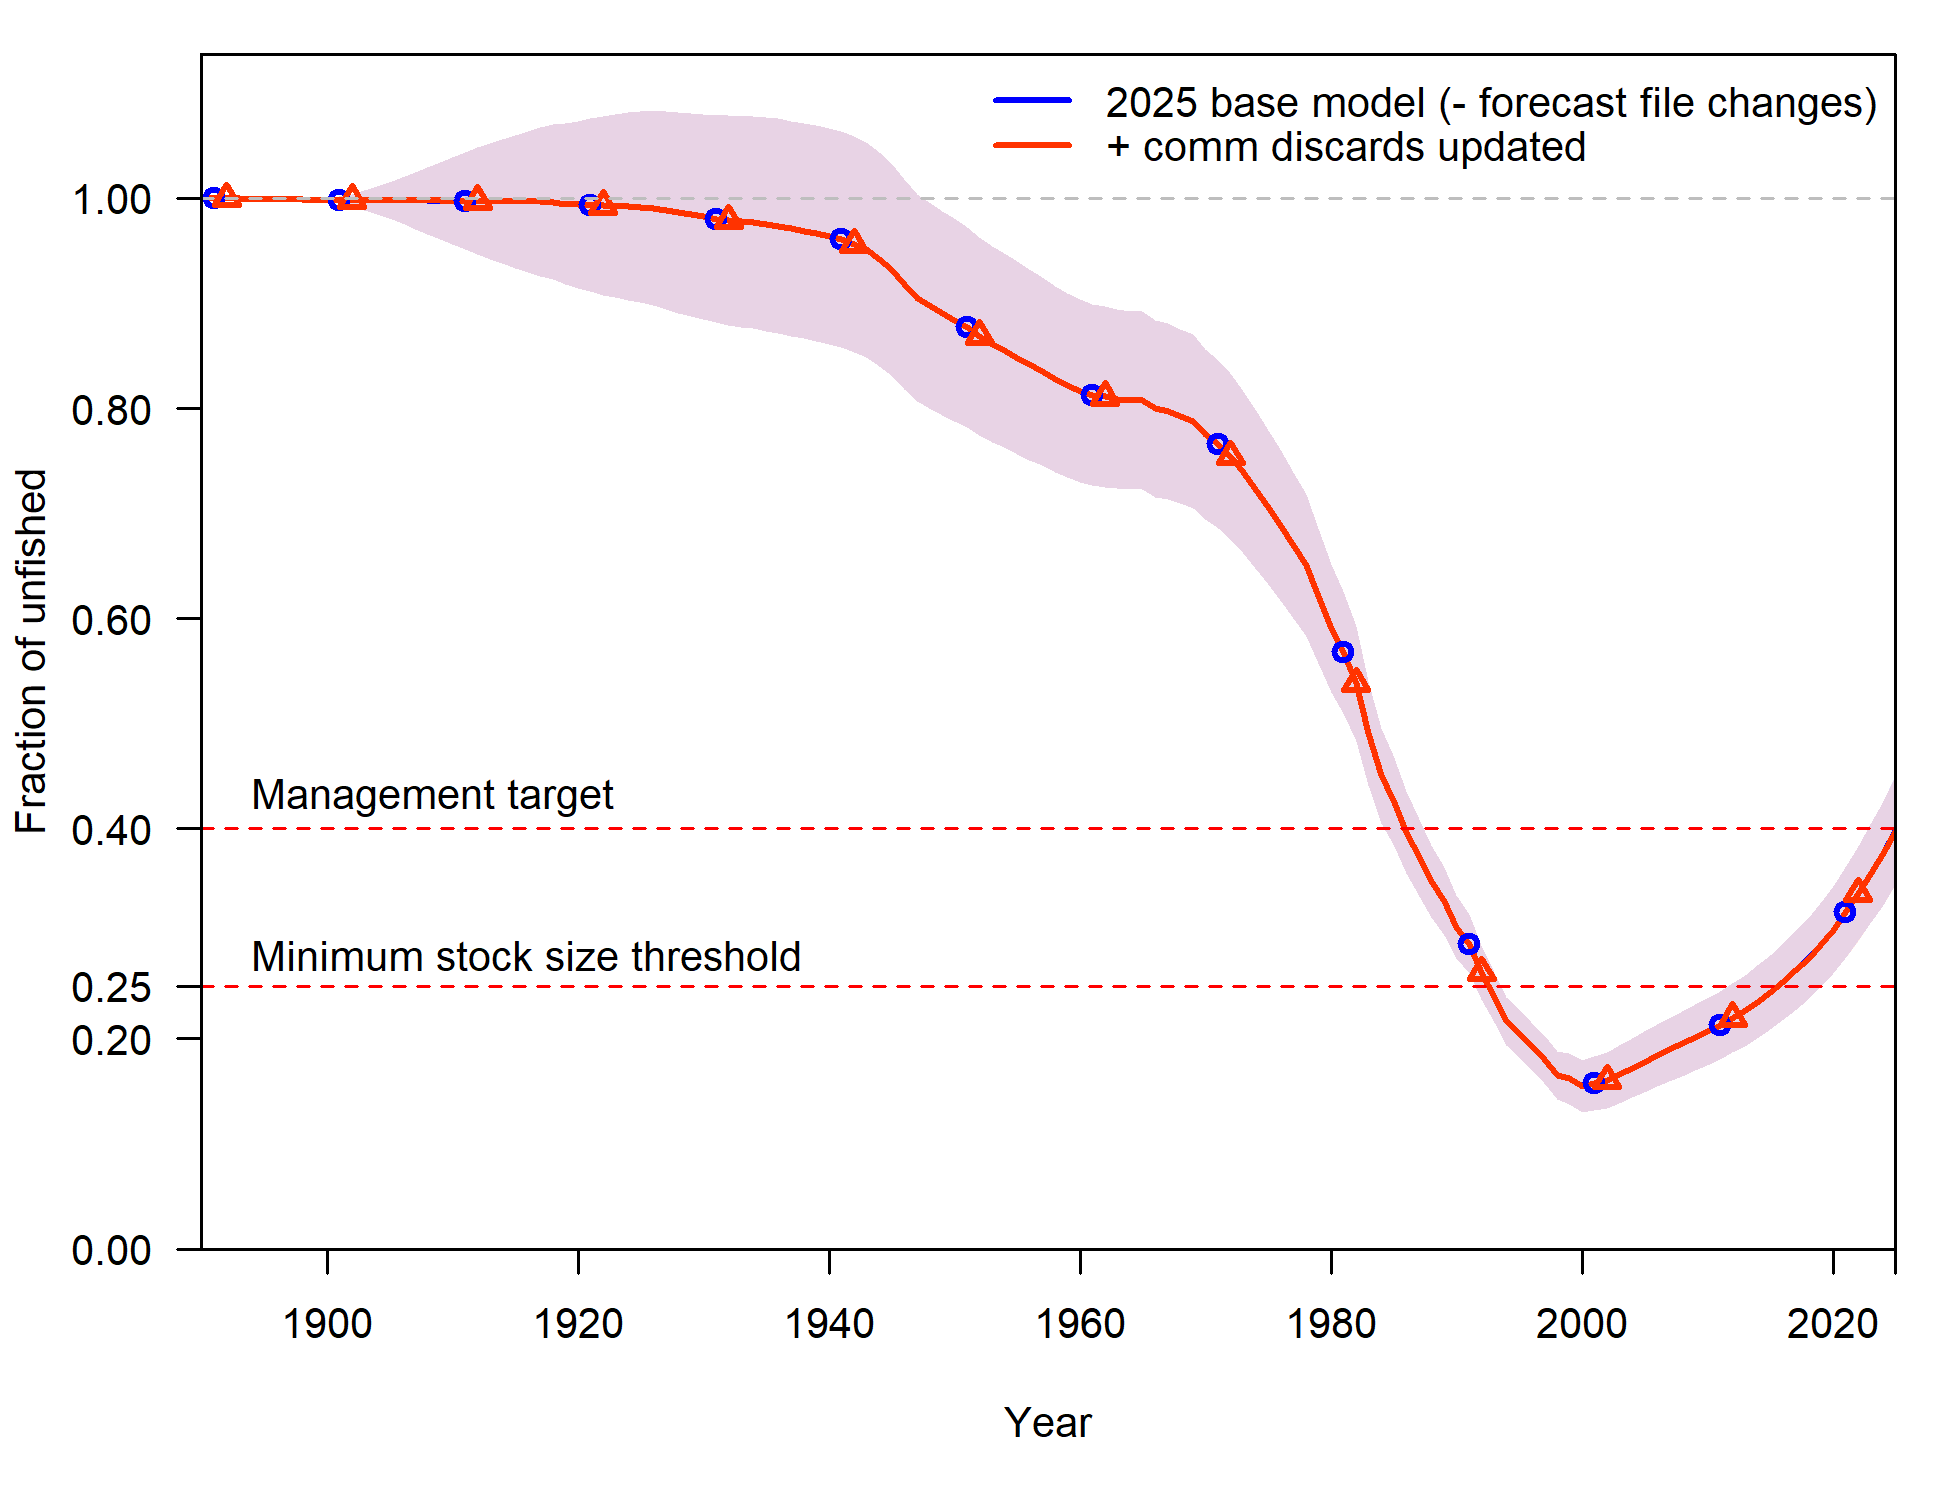 2025 base model (- forecast file changes)
+ comm discards updated
1.00
0.80
0.60
0.40
0.25
0.20
0.00
Fraction of unfished
Management target
Minimum stock size threshold
1900 1920 1940 1960 1980 2000 2020
Year